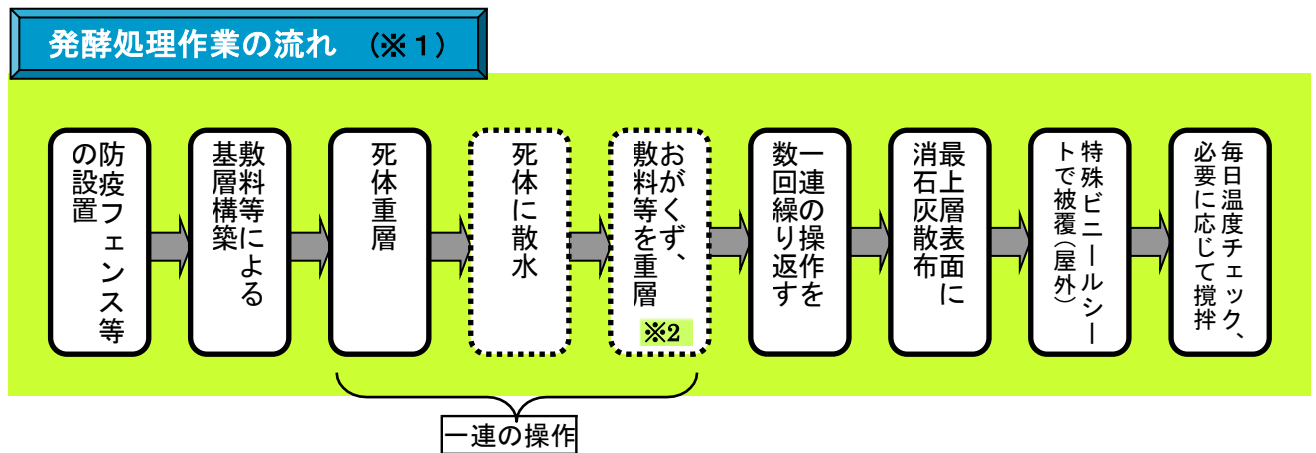 発酵処理作業の流れ （※１）
防疫フェンス等
の設置
敷料等による
基層構築
死体重層
死体に散水
おがくず、
敷料等を重層
※2
一連の操作を
数回繰り返す
最上層表面に
消石灰散布
特殊ビニールシー
トで被覆（屋外）
毎日温度チェック、
必要に応じて撹拌
一連の操作